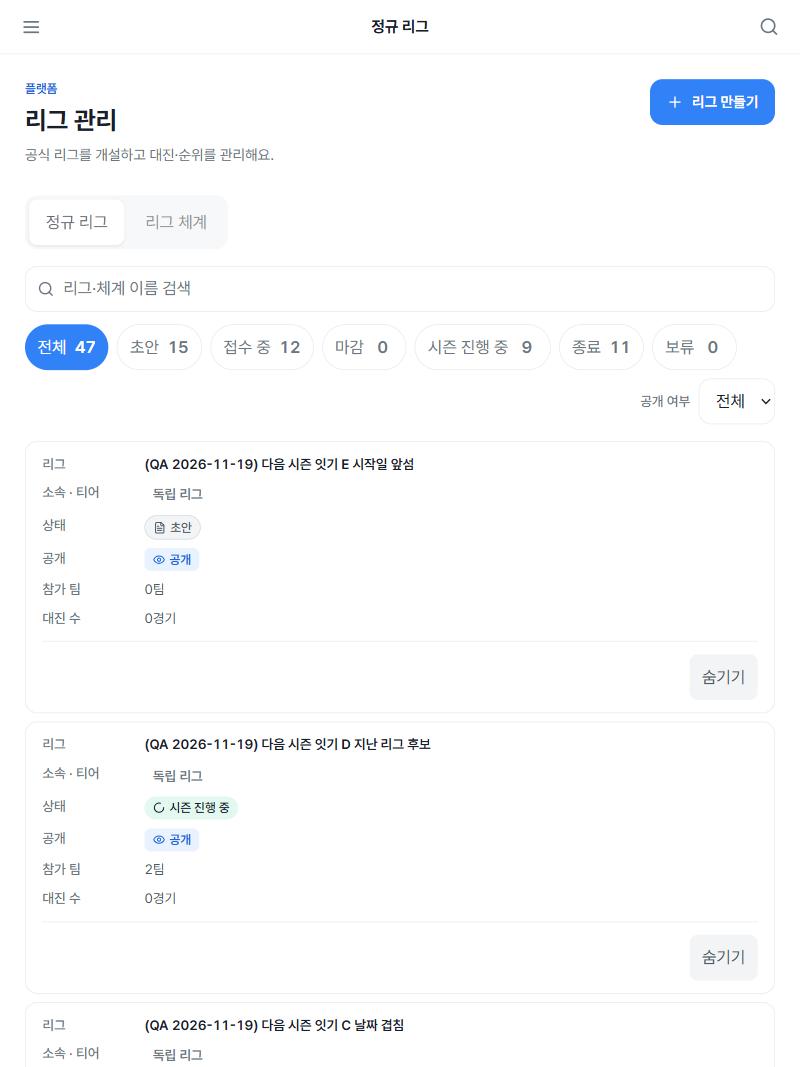 정규 리그
플랫폼
리그 관리
리그 만들기
공식 리그를 개설하고 대진·순위를 관리해요.
정규 리그 리그 체계
리그·체계 이름 검색
전체 47 초안 15 접수 중 12 마감 0 시즌 진행 중 9 종료 11 보류 0
공개 여부 전체
리그 (QA 2026-11-19) 다음 시즌 잇기 E 시작일 앞섬
소속 · 티어 독립 리그
상태 초안
공개 공개
참가 팀 0팀
대진 수 0경기
숨기기
리그 (QA 2026-11-19) 다음 시즌 잇기 D 지난 리그 후보
소속 · 티어 독립 리그
상태 시즌 진행 중
공개 공개
참가 팀 2팀
대진 수 0경기
숨기기
리그 (QA 2026-11-19) 다음 시즌 잇기 C 날짜 겹침
소속 · 티어 독립 리그